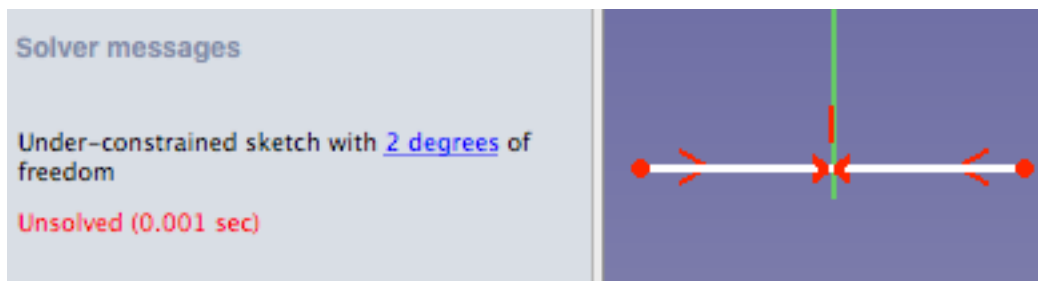 Solver messages
Under-constrained sketch with 2 degrees of
freedom
Unsolved (0.001 sec)